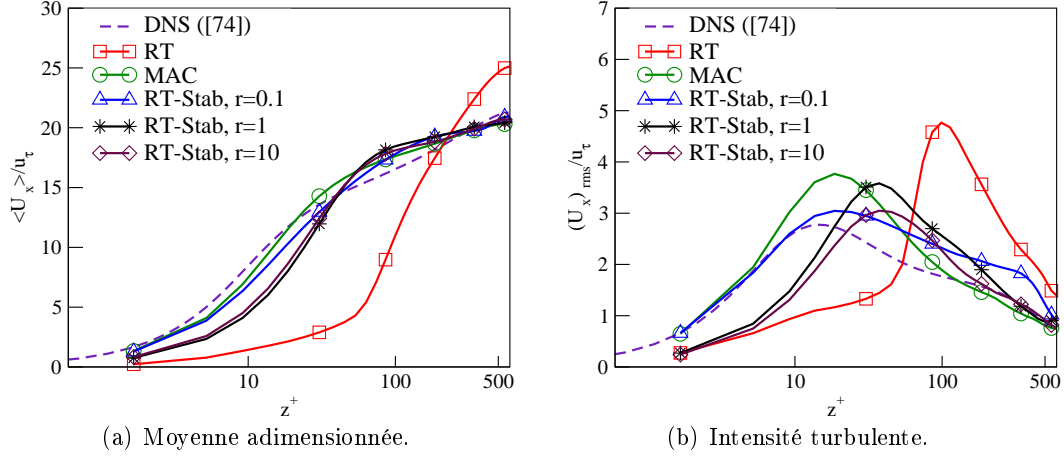 30
25
20
15
10
5
0
<U_x>/u_τ
DNS ([74])
RT
MAC
RT-Stab, r=0.1
RT-Stab, r=1
RT-Stab, r=10
10
100
500
z^+
(a) Moyenne adimensionnée.
7
6
5
4
3
2
1
0
(U_x)_rms/u_τ
DNS ([74])
RT
MAC
RT-Stab, r=0.1
RT-Stab, r=1
RT-Stab, r=10
10
100
500
z^+
(b) Intensité turbulente.